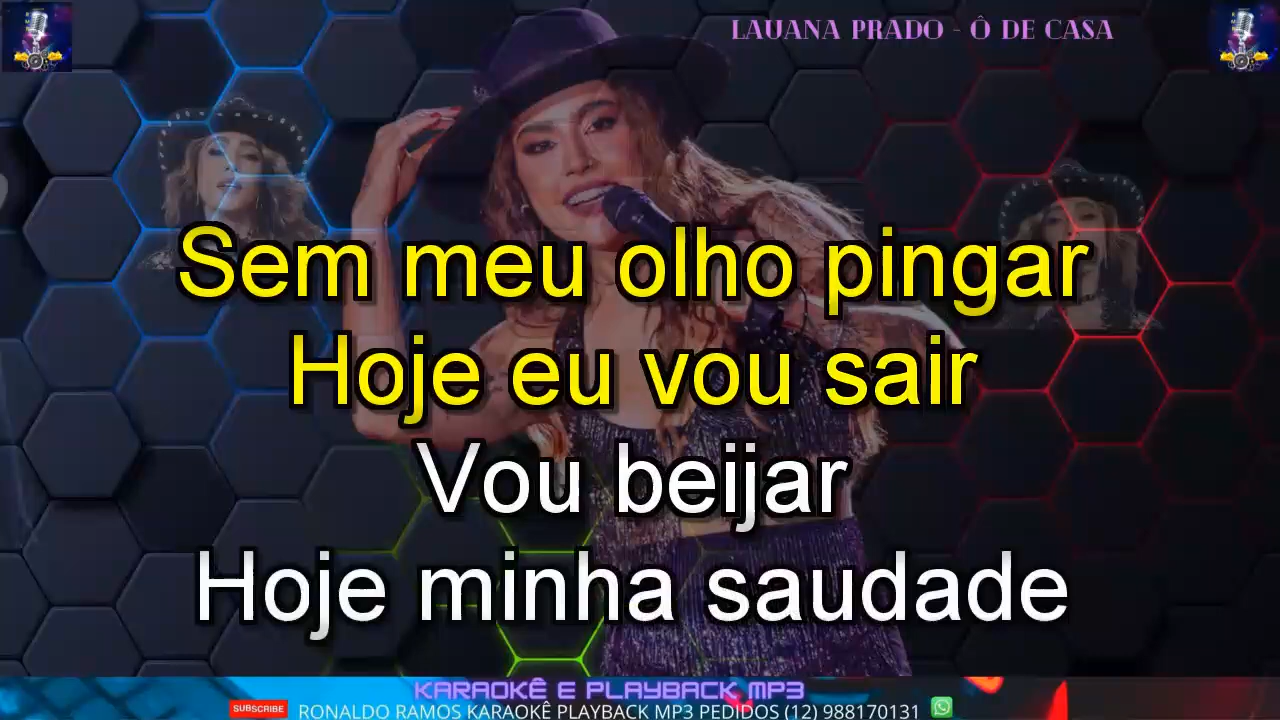 LAUANA PRADO - Ô DE CASA
Sem meu olho pingar
Hoje eu vou sair
Vou beijar
Hoje minha saudade
KARAOKÊ E PLAYBACK MP3
SUBSCRIBE
RONALDO RAMOS KARAOKÊ PLAYBACK MP3 PEDIDOS (12) 988170131